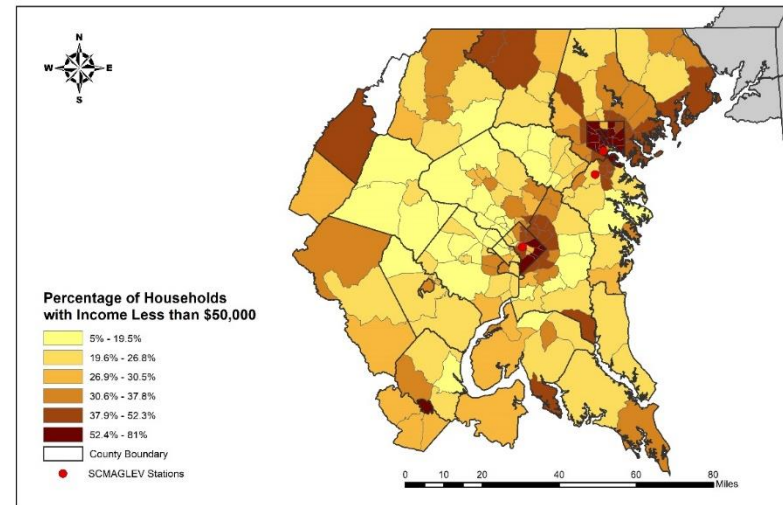 N
W E
S
Percentage of Households
with Income Less than $50,000
5% - 19.5%
19.6% - 26.8%
26.9% - 30.5%
30.6% - 37.8%
37.9% - 52.3%
52.4% - 81%
County Boundary
SCMAGLEV Stations
0 10 20 40 60 80
Miles